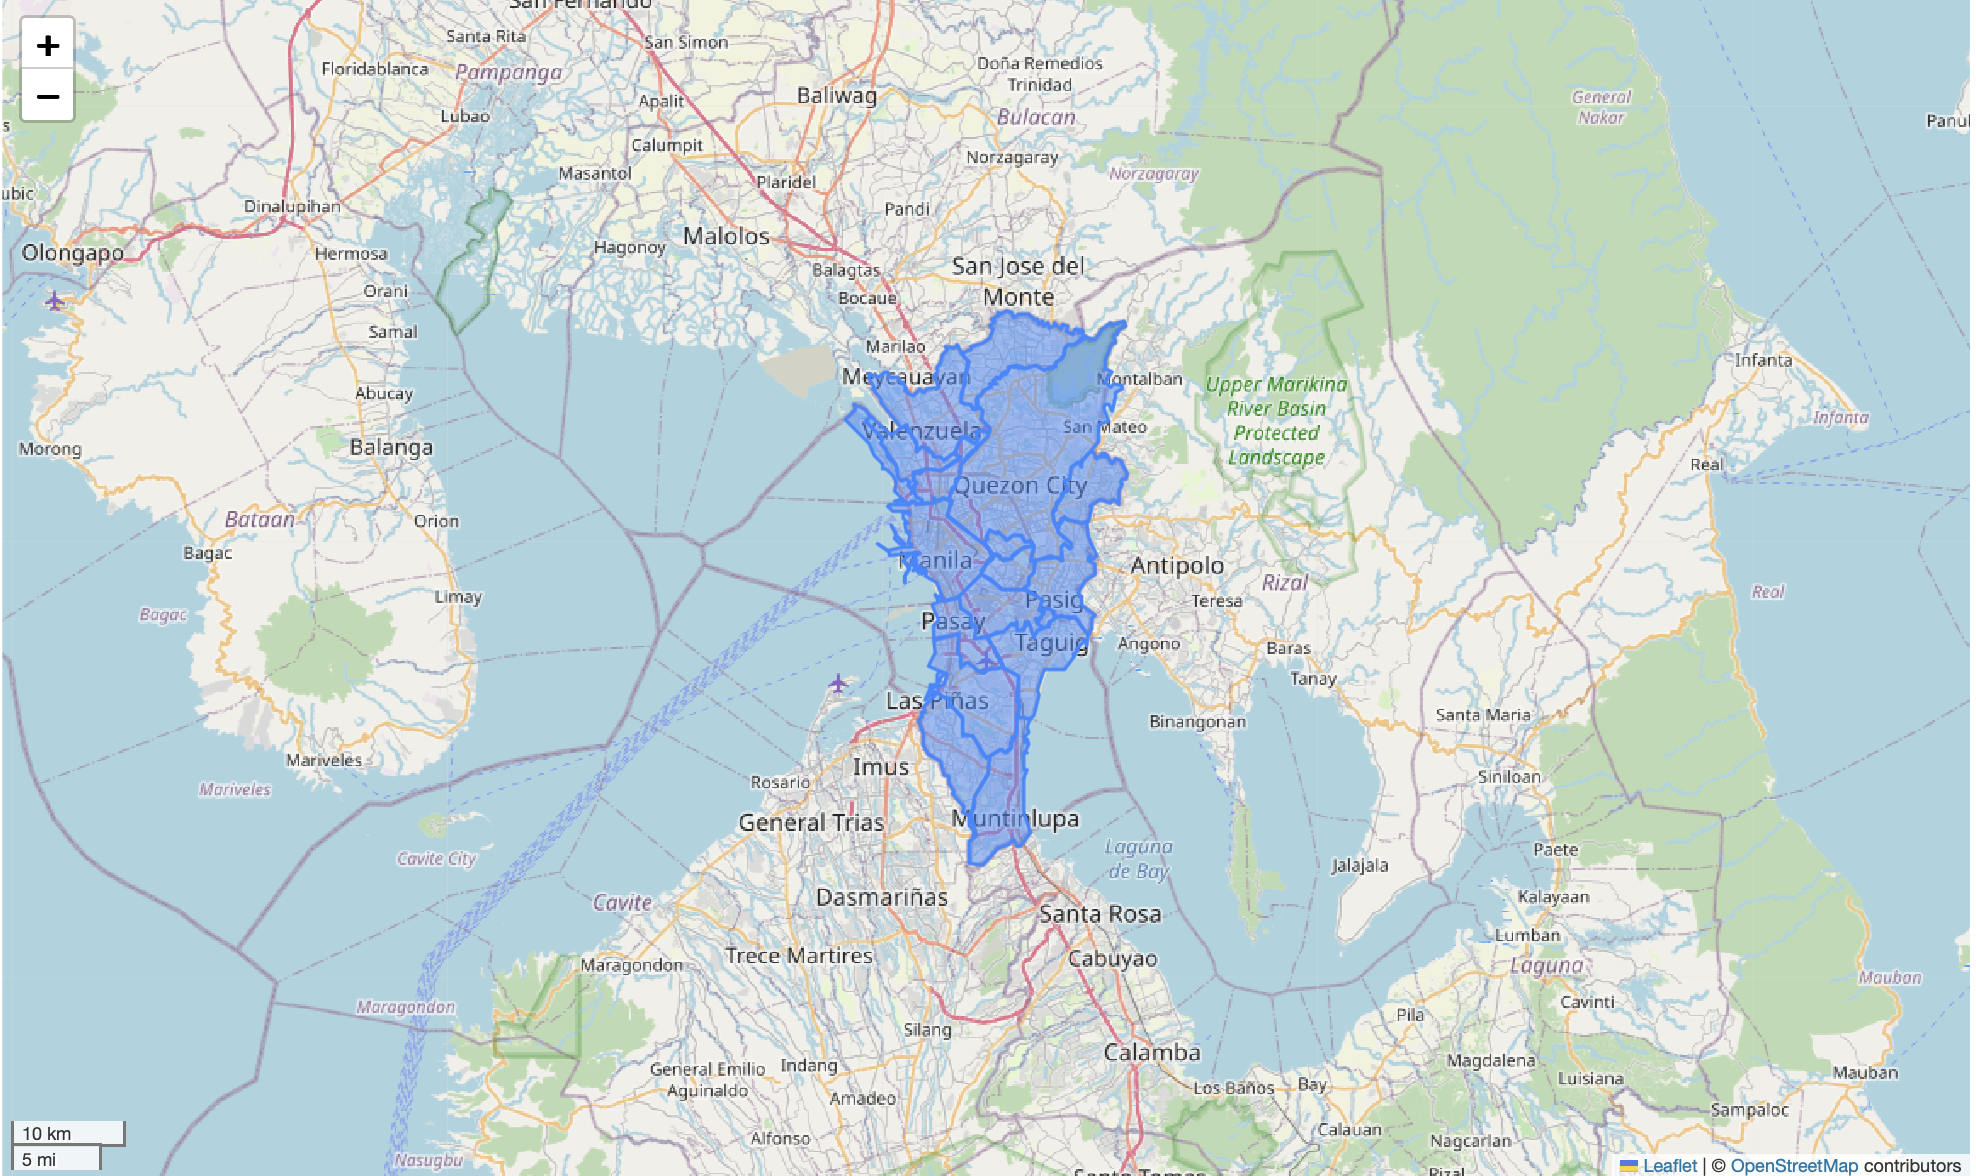 San Fernando
Santa Rita
San Simon
Floridablanca
Pampanga
Doña Remedios
Trinidad
Apalit
Baliwag
General
Nakar
Lubao
Bulacan
Calumpit
Norzagaray
Masantol
Norzagaray
Plaridel
ubic
Dinalupihan
Pandi
Malolos
Olongapo
Hermosa
Hagonoy
Balagtas
San Jose del
Monte
Orani
Bocaue
Samal
Marilao
Infanta
Meycauayan
Montalban
Upper Marikina
River Basin
Protected
Landscape
Abucay
Infanta
Valenzuela
San Mateo
Morong
Balanga
Real
Quezon City
Bataan
Orion
Bagac
Manila
Antipolo
Rizal
Real
Limay
Pasig
Teresa
Bagac
Pasay
Taguig
Angono
Baras
Tanay
Las Piñas
Binangonan
Santa Maria
Mariveles
Imus
Rosario
Siniloan
Mariveles
General Trias
Muntinlupa
Cavite City
Laguna
de Bay
Jalajala
Paete
Cavite
Dasmariñas
Kalayaan
Santa Rosa
Lumban
Trece Martires
Cabuyao
Maragondon
Laguna
Mauban
Maragondon
Cavinti
Silang
Pila
Calamba
General Emilio
Aguinaldo
Indang
Magdalena
Los Baños
Bay
Luisiana
Mauban
Amadeo
Sampaloc
Calauan
Alfonso
Nagcarlan
Nasugbu
Santo Tomas
Rizal
Panul
s
+
−
10 km
5 mi
Leaflet | © OpenStreetMap contributors